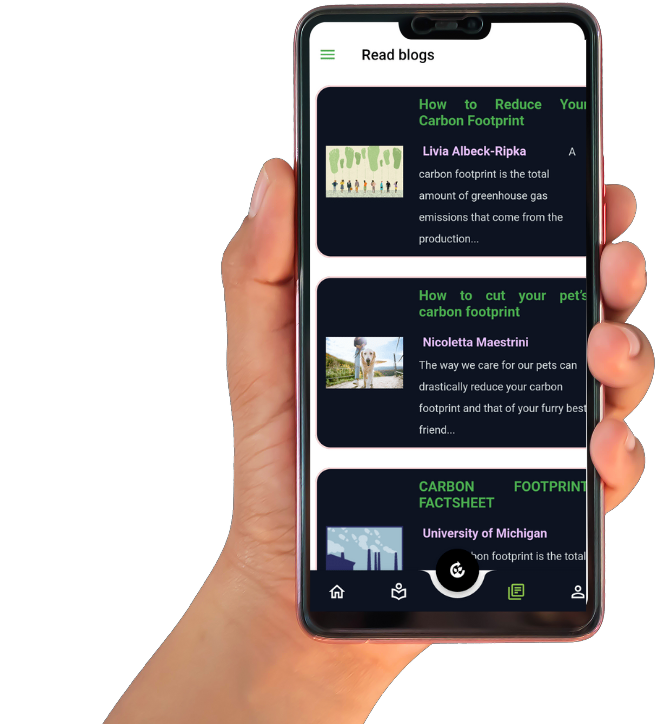 Read blogs
How to Reduce Your
Carbon Footprint
Livia Albeck-Ripka A
carbon footprint is the total
amount of greenhouse gas
emissions that come from the
production...
How to cut your pet's
carbon footprint
Nicoletta Maestrini
The way we care for our pets can
drastically reduce your carbon
footprint and that of your furry best
friend...
CARBON FOOTPRINT
FACTSHEET
University of Michigan
footprint is the total